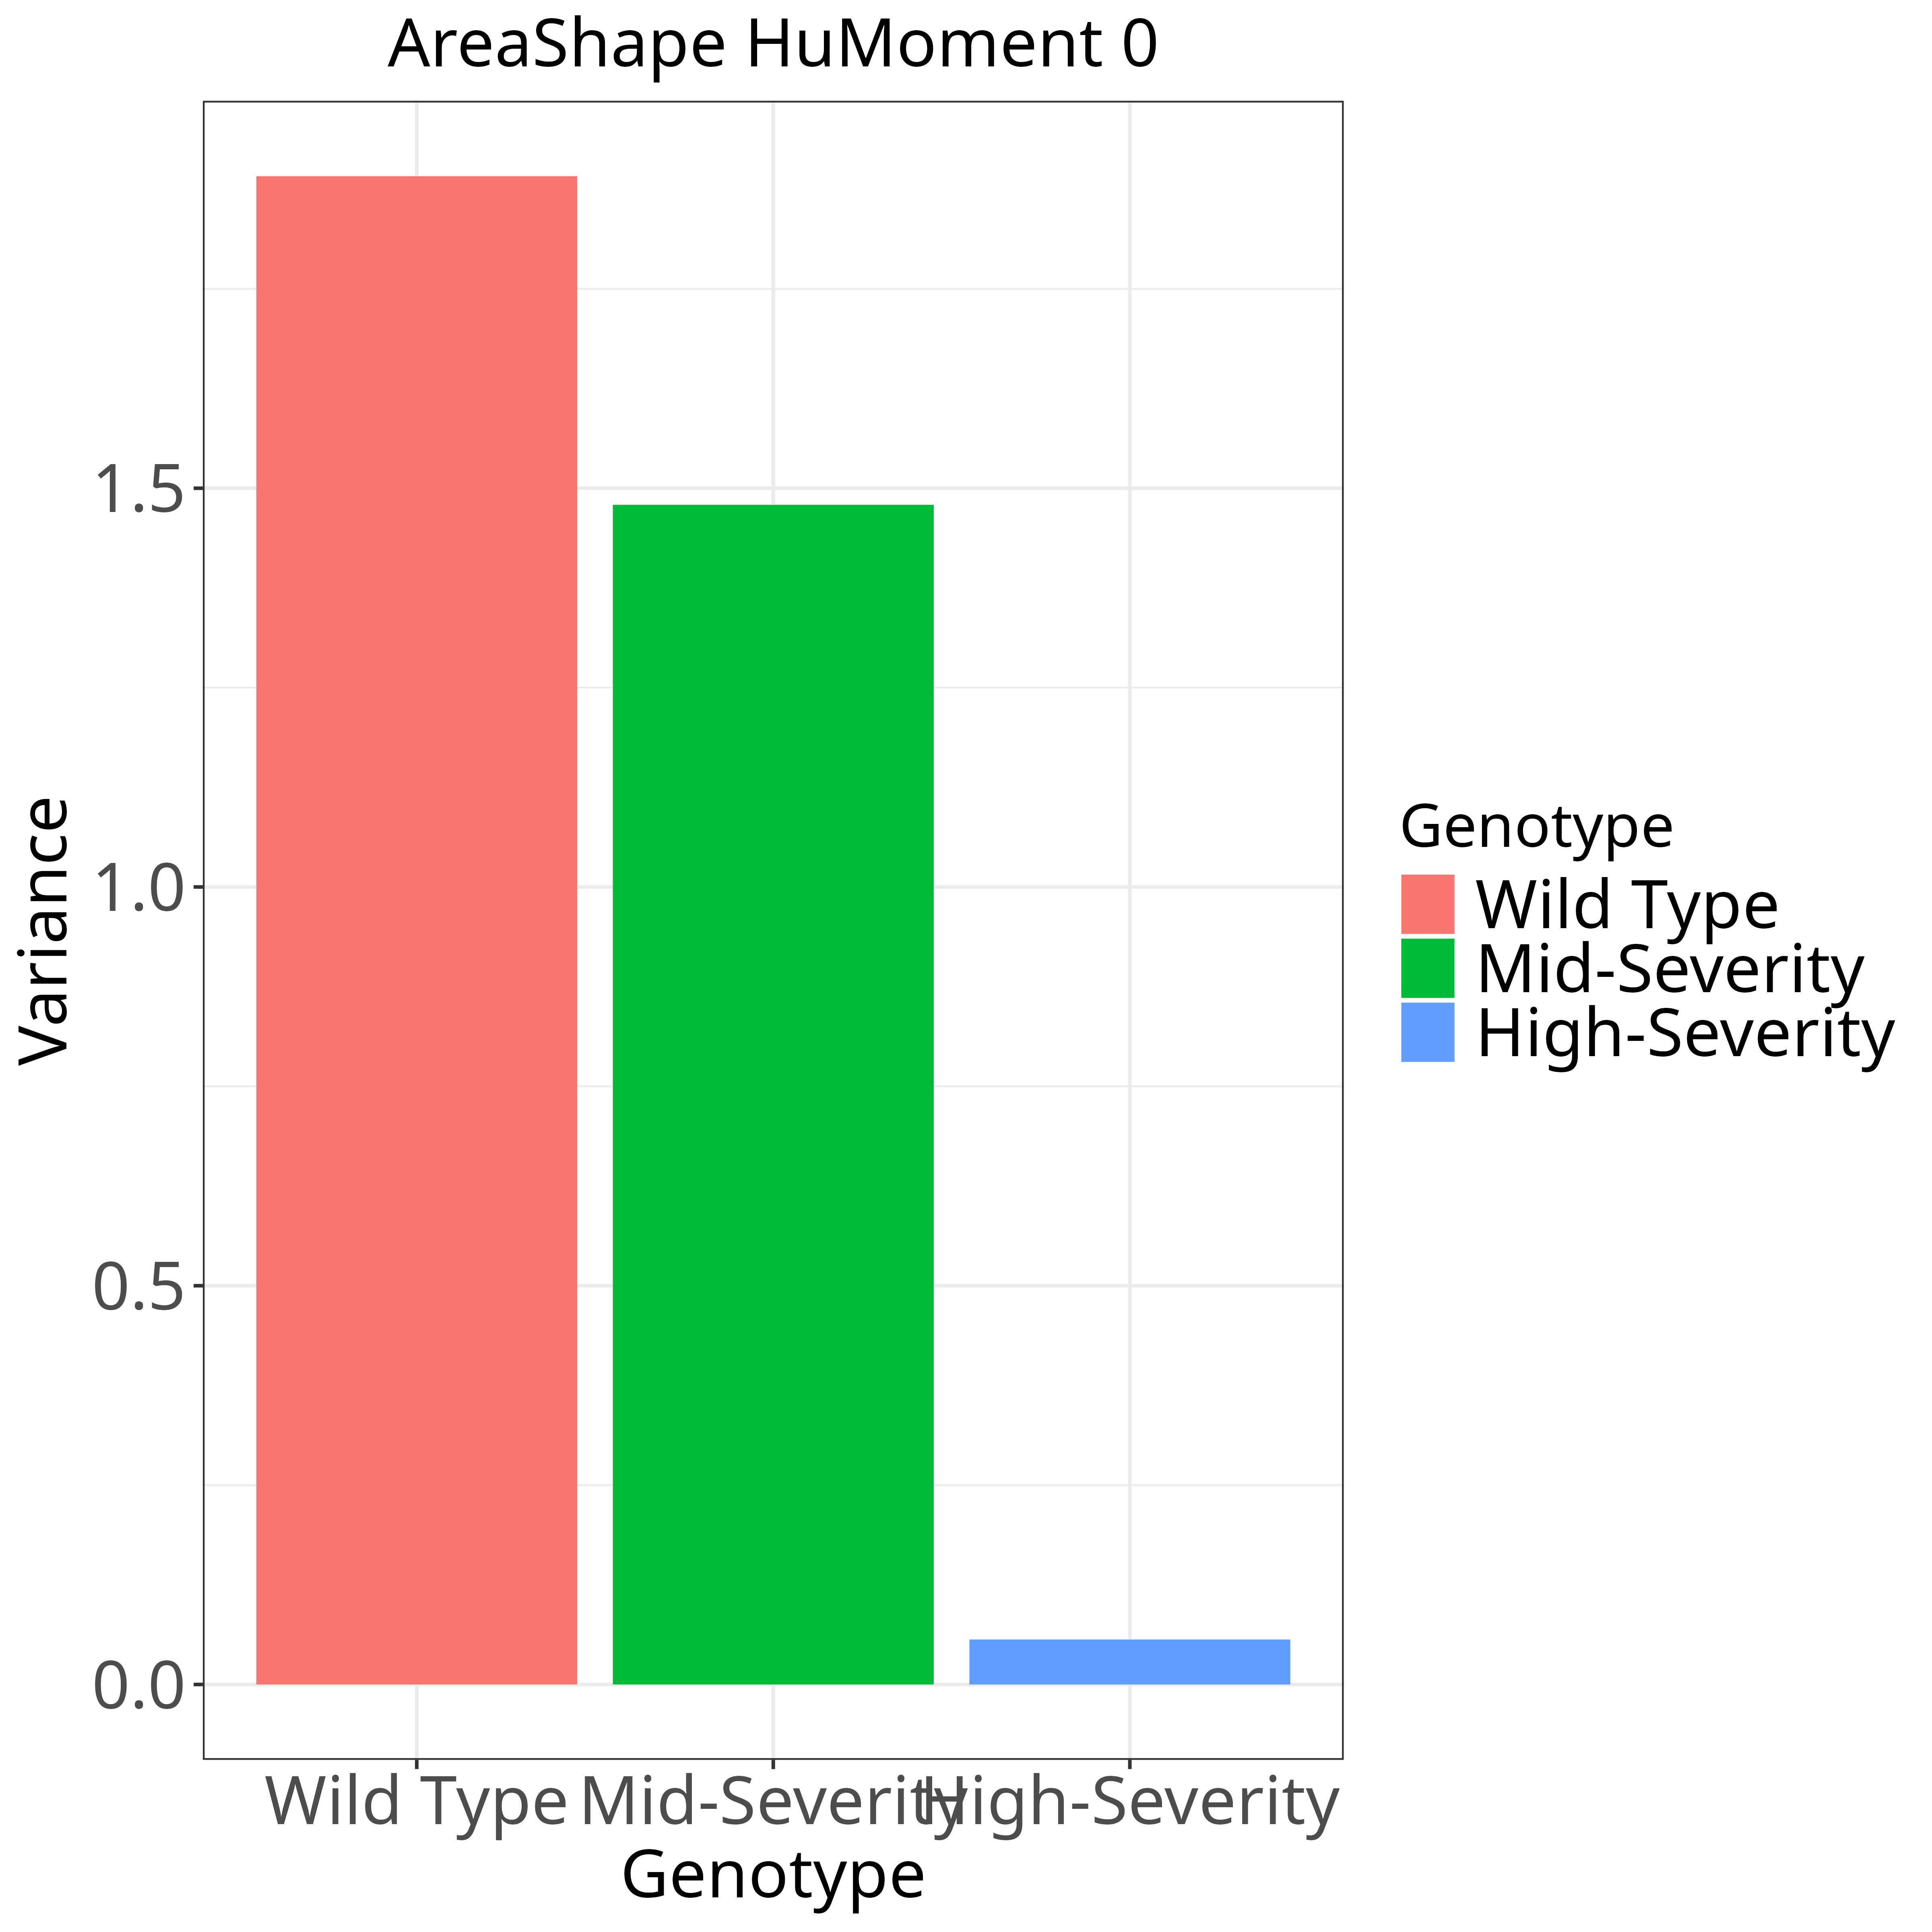 AreaShape HuMoment 0
Variance
1.5
1.0
0.5
0.0
Wild Type Mid-Severity High-Severity
Genotype
Genotype
Wild Type
Mid-Severity
High-Severity